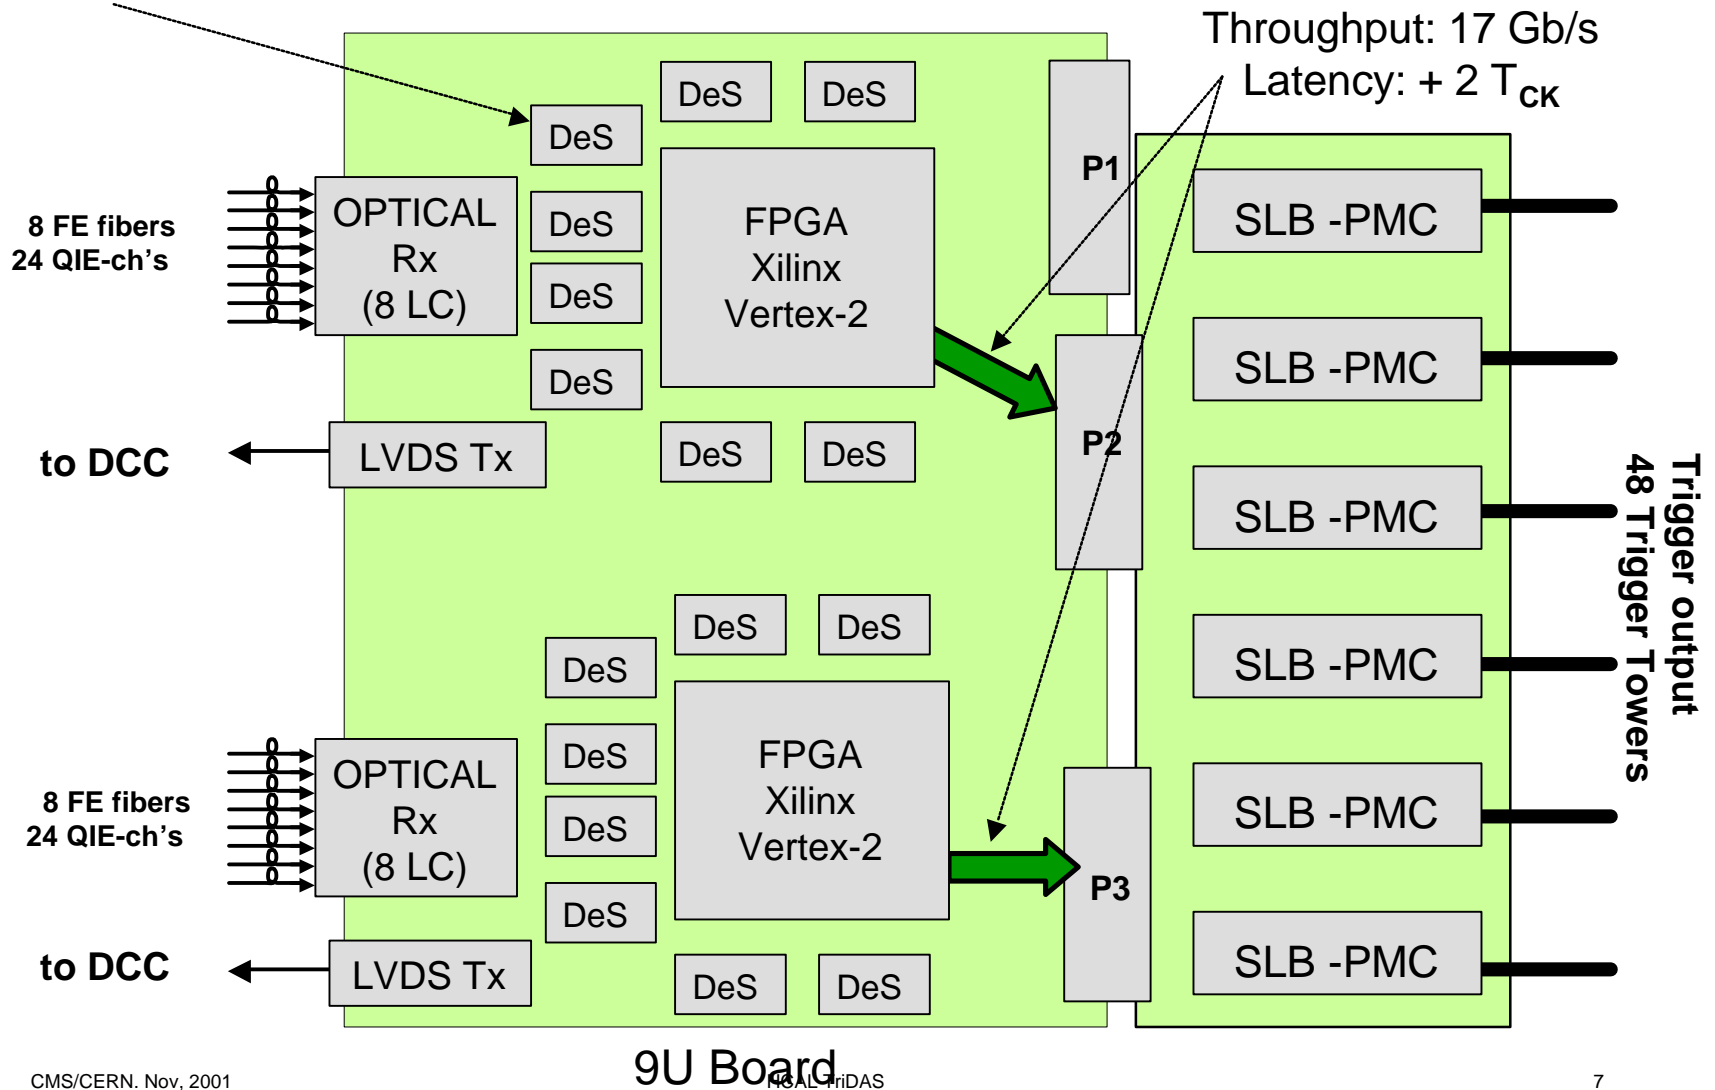 Throughput: 17 Gb/s
Latency: + 2 TCK
DeS
DeS
DeS
P1
8 FE fibers
24 QIE-ch's
OPTICAL
Rx
(8 LC)
DeS
DeS
DeS
FPGA
Xilinx
Vertex-2
SLB -PMC
SLB -PMC
to DCC
LVDS Tx
DeS
DeS
P2
SLB -PMC
Trigger output
48 Trigger Towers
DeS
DeS
DeS
SLB -PMC
8 FE fibers
24 QIE-ch's
OPTICAL
Rx
(8 LC)
DeS
DeS
DeS
FPGA
Xilinx
Vertex-2
P3
SLB -PMC
to DCC
LVDS Tx
DeS
DeS
SLB -PMC
9U Board
CMS/CERN. Nov, 2001
HCAL TriDAS
7